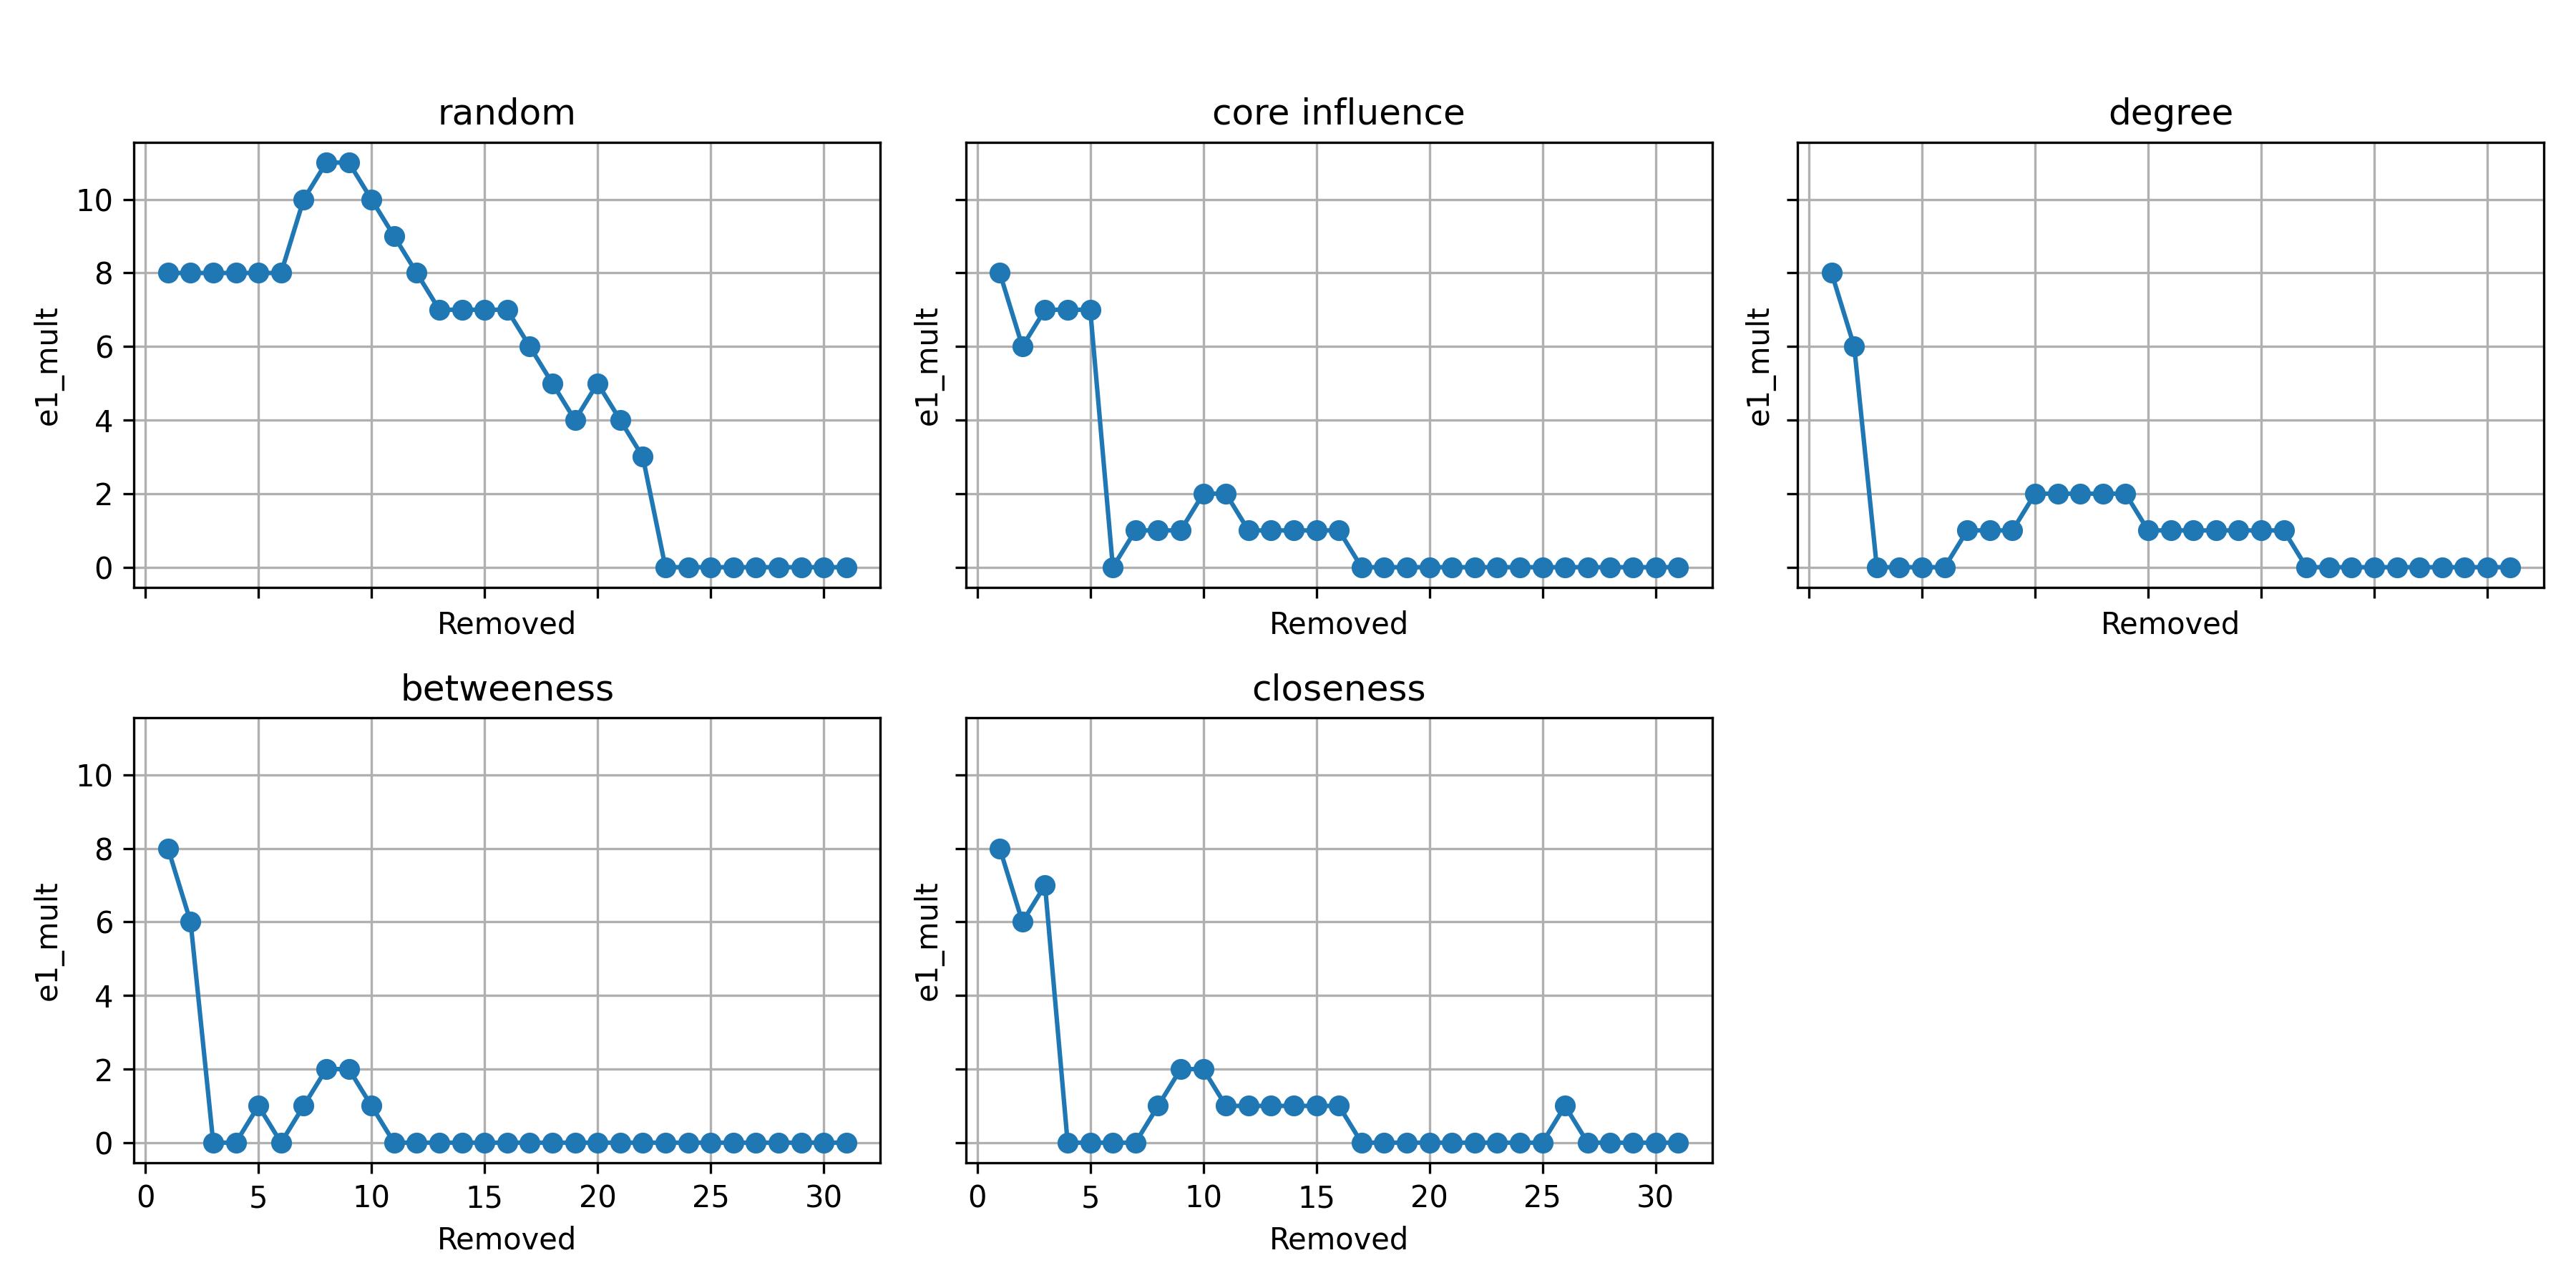 random
core influence
degree
10
8
6
4
2
0
e1_mult
e1_mult
e1_mult
Removed
Removed
Removed
betweeness
closeness
10
8
6
4
2
0
e1_mult
e1_mult
0 5 10 15 20 25 30
0 5 10 15 20 25 30
Removed
Removed